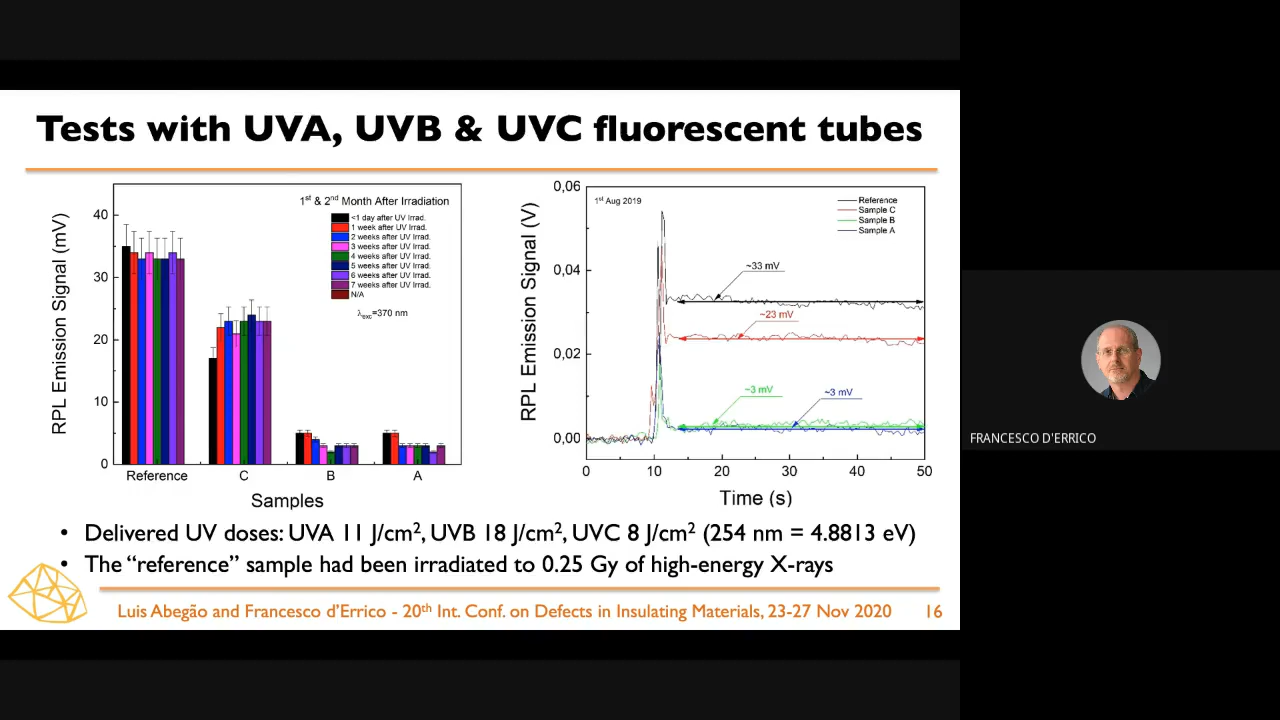 Tests with UVA, UVB & UVC fluorescent tubes
RPL Emission Signal (mV)
40
30
20
10
0
1st & 2nd Month After Irradiation
<1 day after UV Irrad.
1 week after UV Irrad.
2 weeks after UV Irrad.
3 weeks after UV Irrad.
4 weeks after UV Irrad.
5 weeks after UV Irrad.
6 weeks after UV Irrad.
7 weeks after UV Irrad.
N/A
λexc=370 nm
Reference C B A
Samples
RPL Emission Signal (V)
0,06
0,04
0,02
0,00
1st Aug 2019
Reference
Sample C
Sample B
Sample A
~33 mV
~23 mV
~3 mV ~3 mV
0 10 20 30 40 50
Time (s)
• Delivered UV doses: UVA 11 J/cm², UVB 18 J/cm², UVC 8 J/cm² (254 nm = 4.8813 eV)
• The “reference” sample had been irradiated to 0.25 Gy of high-energy X-rays
Luis Abegão and Francesco d’Errico - 20th Int. Conf. on Defects in Insulating Materials, 23-27 Nov 2020 16
FRANCESCO D'ERRICO